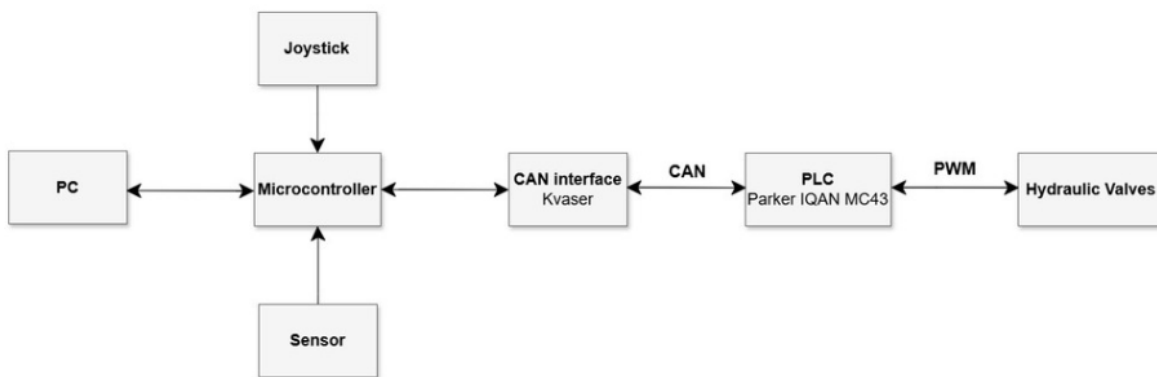 Joystick
PC
Microcontroller
CAN interface
Kvaser
CAN
PLC
Parker IQAN MC43
PWM
Hydraulic Valves
Sensor